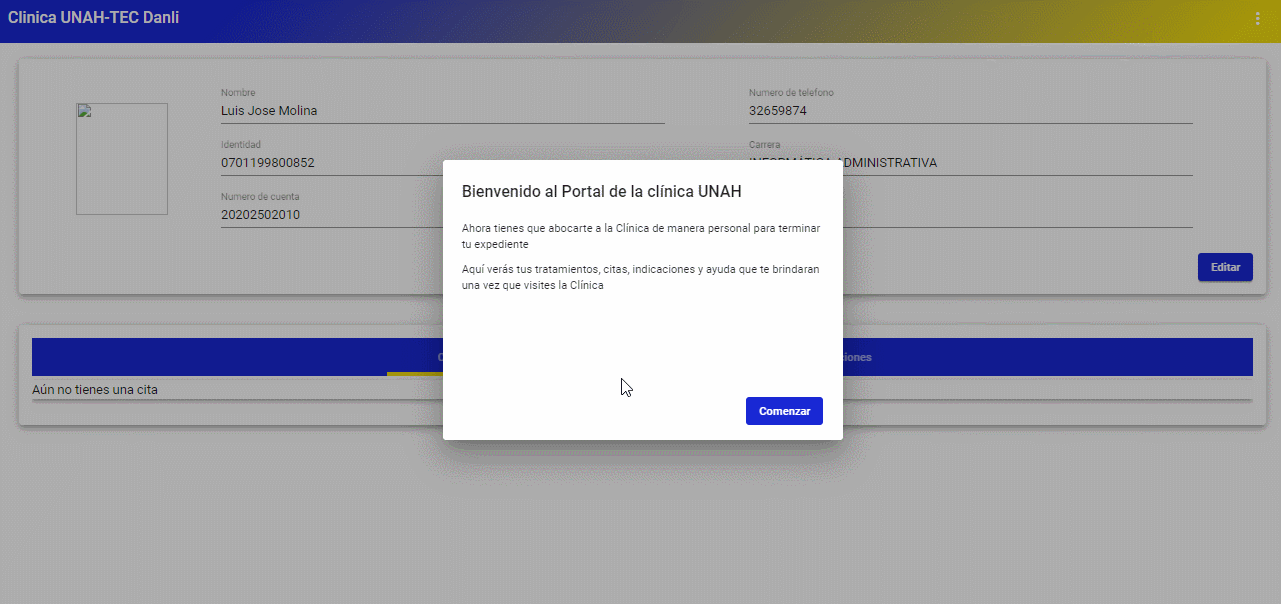 Clinica UNAH-TEC Danli
Nombre
Luis Jose Molina
Numero de telefono
32659874
Identidad
0701199800852
Carrera
ADMINISTRATIVA
Numero de cuenta
20202502010
Bienvenido al Portal de la clínica UNAH
Ahora tienes que abocarte a la Clínica de manera personal para terminar
tu expediente
Aquí verás tus tratamientos, citas, indicaciones y ayuda que te brindaran
una vez que visites la Clínica
Comenzar
Editar
Aún no tienes una cita